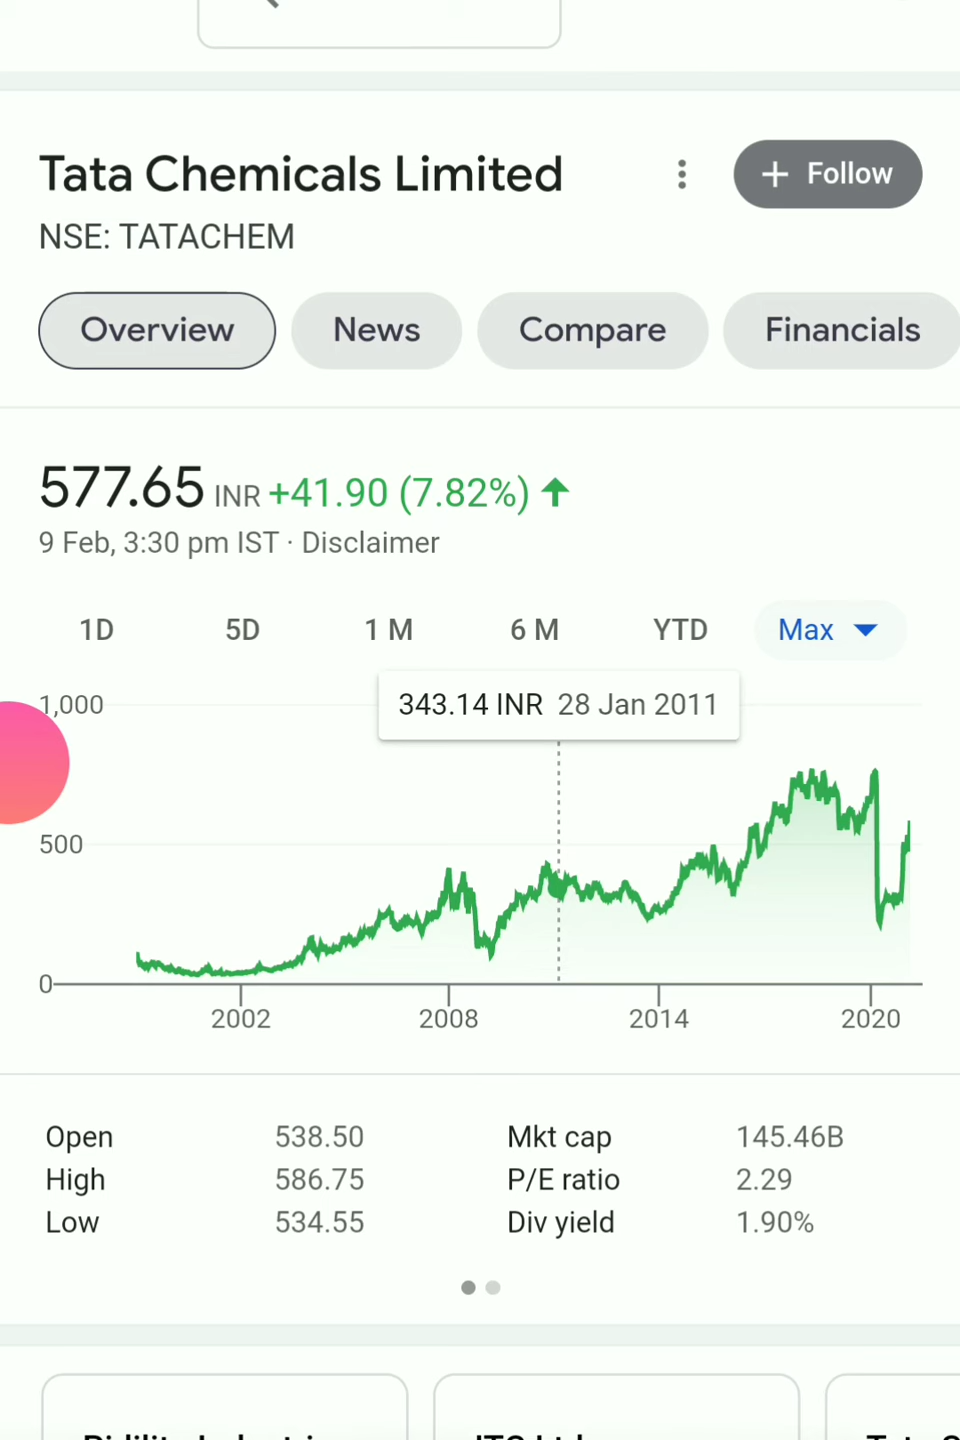 Tata Chemicals Limited
+ Follow
NSE: TATACHEM
Overview News Compare Financials
577.65 INR +41.90 (7.82%)
9 Feb, 3:30 pm IST · Disclaimer
1D 5D 1 M 6 M YTD Max
343.14 INR 28 Jan 2011
1,000
500
0
2002 2008 2014 2020
Open 538.50 Mkt cap 145.46B
High 586.75 P/E ratio 2.29
Low 534.55 Div yield 1.90%